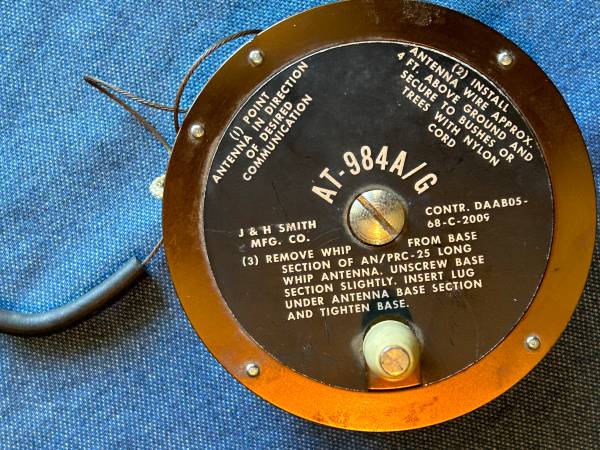 (1) POINT
ANTENNA IN DIRECTION
OF DESIRED
COMMUNICATION
(2) INSTALL
ANTENNA WIRE APPROX.
4 FT. ABOVE GROUND AND
SECURE TO BUSHES OR
TREES WITH NYLON
CORD
AT-984A/G
J & H SMITH
MFG. CO.
CONTR. DAAB05-
68-C-2009
(3) REMOVE WHIP FROM BASE
SECTION OF AN/PRC-25 LONG
WHIP ANTENNA. UNSCREW BASE
SECTION SLIGHTLY. INSERT LUG
UNDER ANTENNA BASE SECTION
AND TIGHTEN BASE.